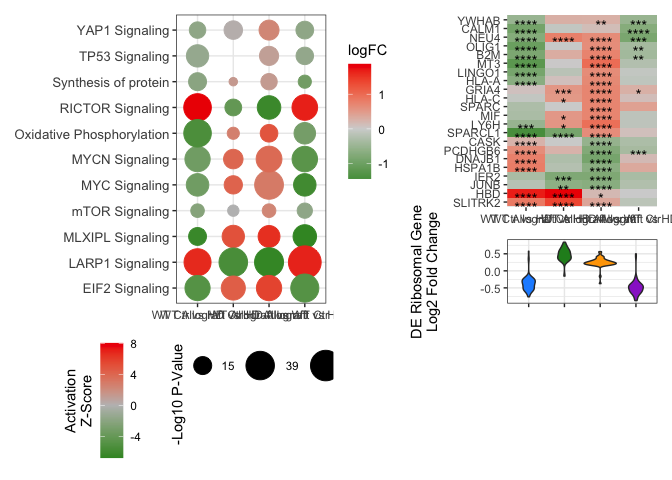 YAP1 Signaling
TP53 Signaling
Synthesis of protein
RICTOR Signaling
Oxidative Phosphorylation
MYCN Signaling
MYC Signaling
mTOR Signaling
MLXIPL Signaling
LARP1 Signaling
EIF2 Signaling
logFC
1
0
-1
Activation
Z-Score
8
4
0
-4
-Log10 P-Value
15
39
YWHAB
CALM1
NEU4
OLIG1
B2M
MT3
LINGO1
HLA-A
GRIA4
HLA-C
SPARC
MIF
LY6H
SPARCL1
CASK
PCDHGB6
DNAJB1
HSPA1B
IER2
JUNB
HBD
SLITRK2
DE Ribosomal Gene
Log2 Fold Change
0.5
0.0
-0.5